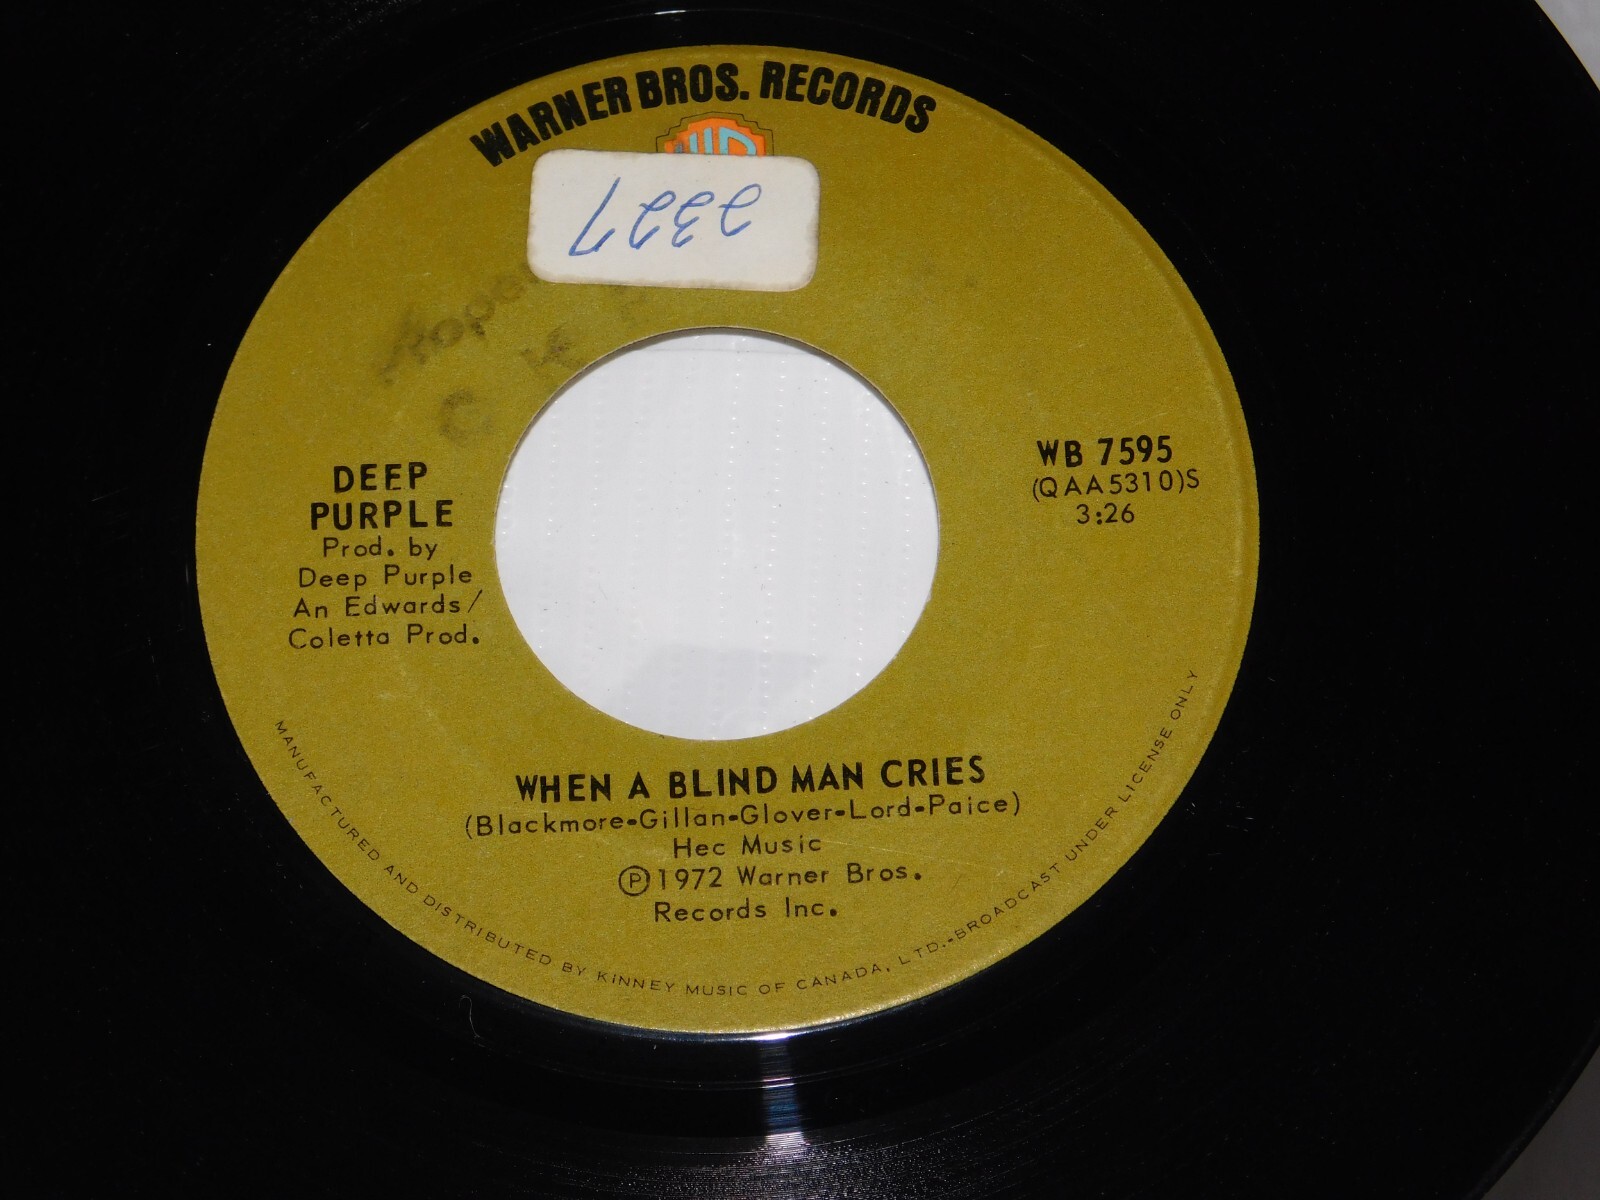 WARNER BROS. RECORDS
2327
DEEP
PURPLE
Prod. by
Deep Purple
An Edwards/
Coletta Prod.
WB 7595
(QAA5310)S
3:26
WHEN A BLIND MAN CRIES
(Blackmore-Gillan-Glover-Lord-Paice)
Hec Music
Ⓟ1972 Warner Bros.
Records Inc.
MANUFACTURED AND DISTRIBUTED BY KINNEY MUSIC OF CANADA, LTD.-BROADCAST UNDER LICENSE ONLY